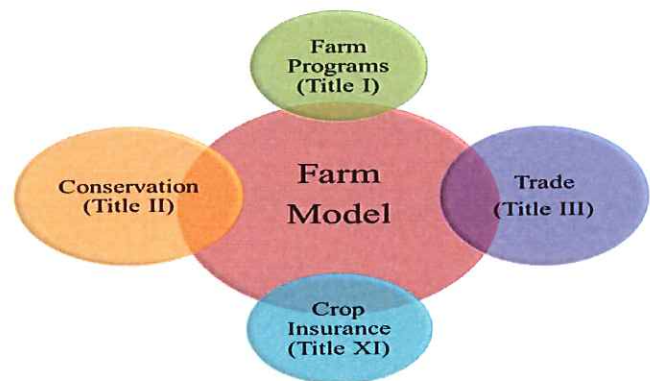 Farm
Programs
(Title I)
Conservation
(Title II)
Farm
Model
Trade
(Title III)
Crop
Insurance
(Title XI)